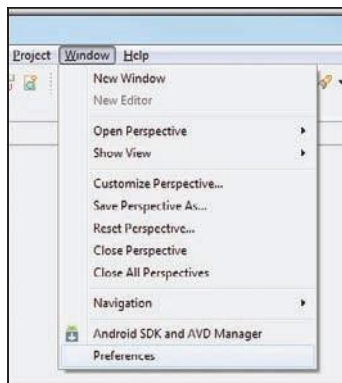 Project Window Help
New Window
New Editor
Open Perspective
Show View
Customize Perspective...
Save Perspective As...
Reset Perspective...
Close Perspective
Close All Perspectives
Navigation
Android SDK and AVD Manager
Preferences